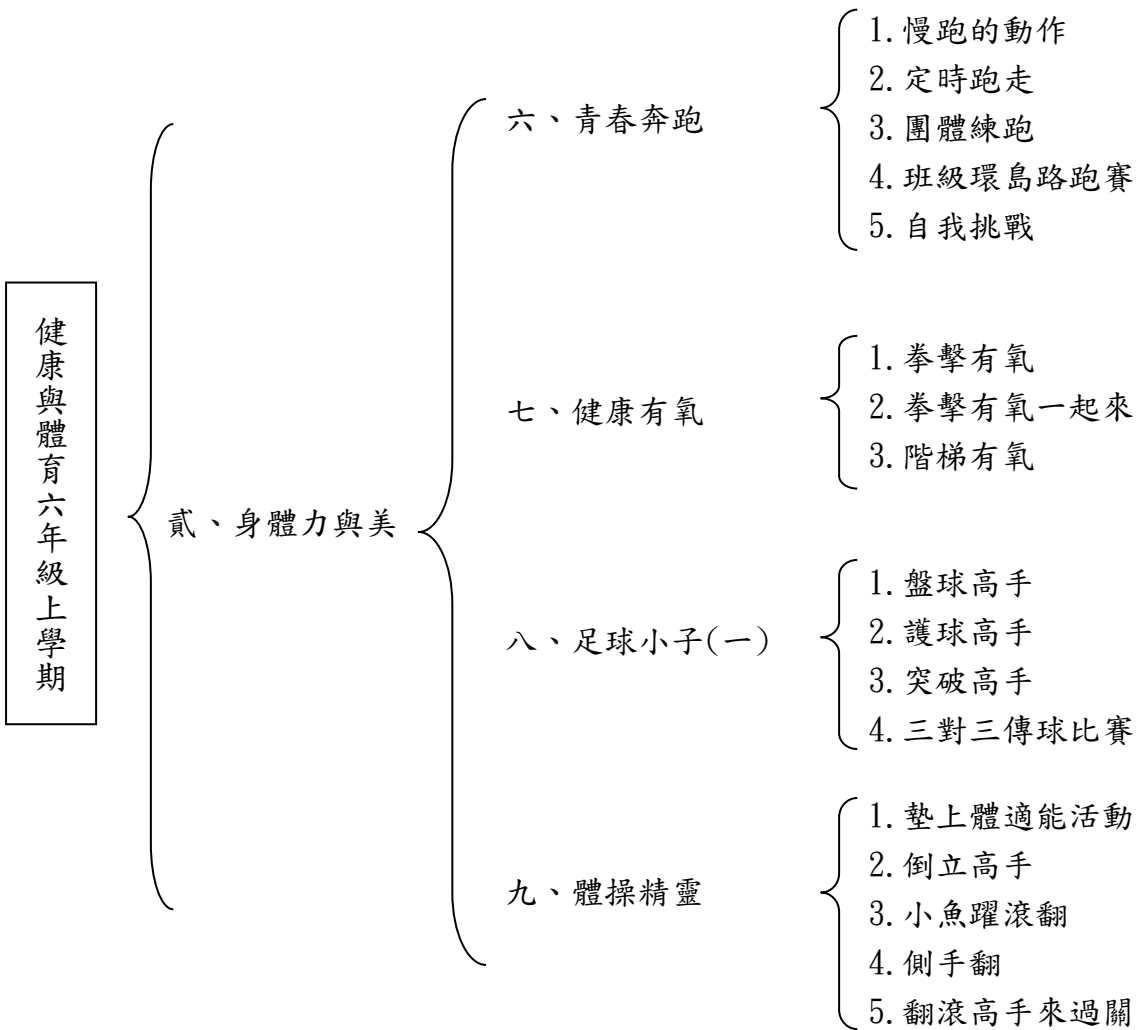 健康與體育六年級上學期
貳、身體力與美
六、青春奔跑
1.慢跑的動作
2.定時跑走
3.團體練跑
4.班級環島路跑賽
5.自我挑戰
七、健康有氧
1.拳擊有氧
2.拳擊有氧一起來
3.階梯有氧
八、足球小子(一)
1.盤球高手
2.護球高手
3.突破高手
4.三對三傳球比賽
九、體操精靈
1.墊上體適能活動
2.倒立高手
3.小魚躍滾翻
4.側手翻
5.翻滾高手來過關